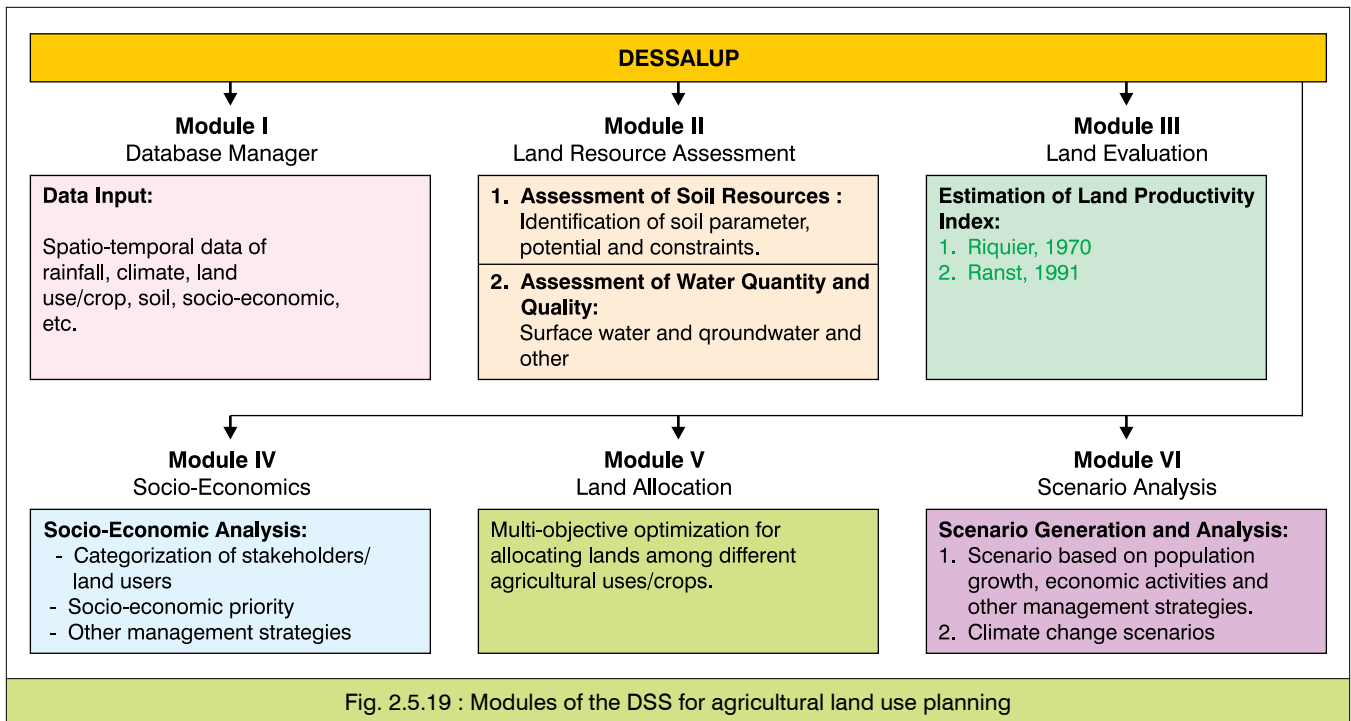 DESSALUP
Module I
Database Manager
Data Input:
Spatio-temporal data of
rainfall, climate, land
use/crop, soil, socio-economic,
etc.
Module II
Land Resource Assessment
1. Assessment of Soil Resources :
Identification of soil parameter,
potential and constraints.
2. Assessment of Water Quantity and
Quality:
Surface water and qroundwater and
other
Module III
Land Evaluation
Estimation of Land Productivity
Index:
1. Riquier, 1970
2. Ranst, 1991
Module IV
Socio-Economics
Socio-Economic Analysis:
- Categorization of stakeholders/
land users
- Socio-economic priority
- Other management strategies
Module V
Land Allocation
Multi-objective optimization for
allocating lands among different
agricultural uses/crops.
Module VI
Scenario Analysis
Scenario Generation and Analysis:
1. Scenario based on population
growth, economic activities and
other management strategies.
2. Climate change scenarios
Fig. 2.5.19 : Modules of the DSS for agricultural land use planning